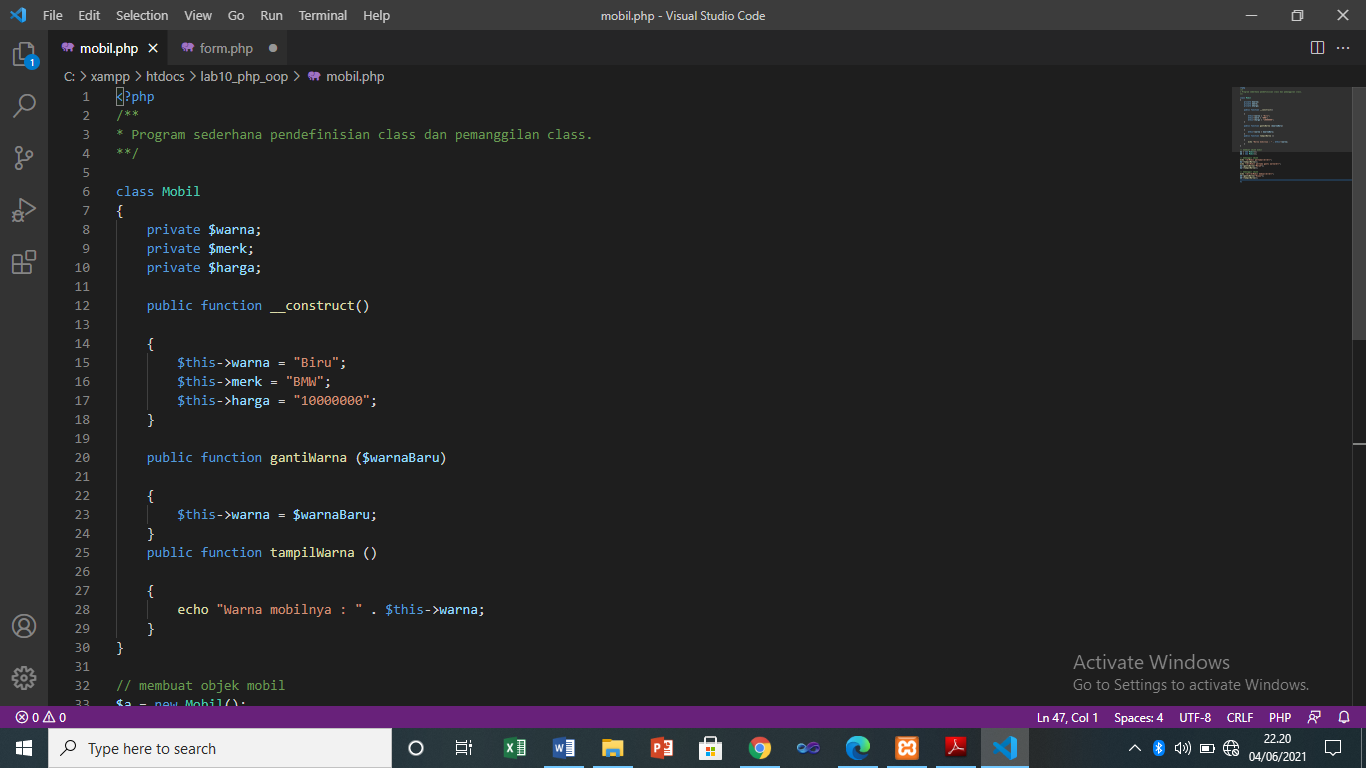 File Edit Selection View Go Run Terminal Help mobil.php - Visual Studio Code
mobil.php form.php
C: > xampp > htdocs > lab10_php_oop > mobil.php
1 <?php
2 /**
3 * Program sederhana pendefinisian class dan pemanggilan class.
4 **/
5
6 class Mobil
7 {
8 private $warna;
9 private $merk;
10 private $harga;
11
12 public function __construct()
13
14 {
15 $this->warna = "Biru";
16 $this->merk = "BMW";
17 $this->harga = "10000000";
18 }
19
20 public function gantiWarna ($warnaBaru)
21
22 {
23 $this->warna = $warnaBaru;
24 }
25 public function tampilWarna ()
26
27 {
28 echo "Warna mobilnya : " . $this->warna;
29 }
30 }
31
32 // membuat objek mobil
33 $a = new Mobil();
1
Activate Windows
Go to Settings to activate Windows.
0 0 Ln 47, Col 1 Spaces: 4 UTF-8 CRLF PHP
Type here to search
22.20
04/06/2021